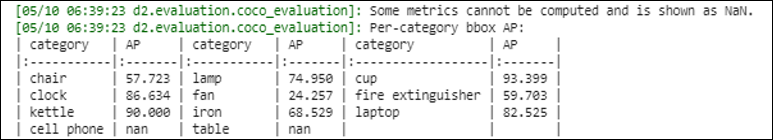 [05/10 06:39:23 d2.evaluation.coco_evaluation]: Some metrics cannot be computed and is shown as NaN.
[05/10 06:39:23 d2.evaluation.coco_evaluation]: Per-category bbox AP:
| category | AP | category | AP | category | AP |
|:-----------|:-------|:-----------|:-------|:------------------|:-------|
| chair | 57.723 | lamp | 74.950 | cup | 93.399 |
| clock | 86.634 | fan | 24.257 | fire extinguisher | 59.703 |
| kettle | 90.000 | iron | 68.529 | laptop | 82.525 |
| cell phone | nan | table | nan | | |